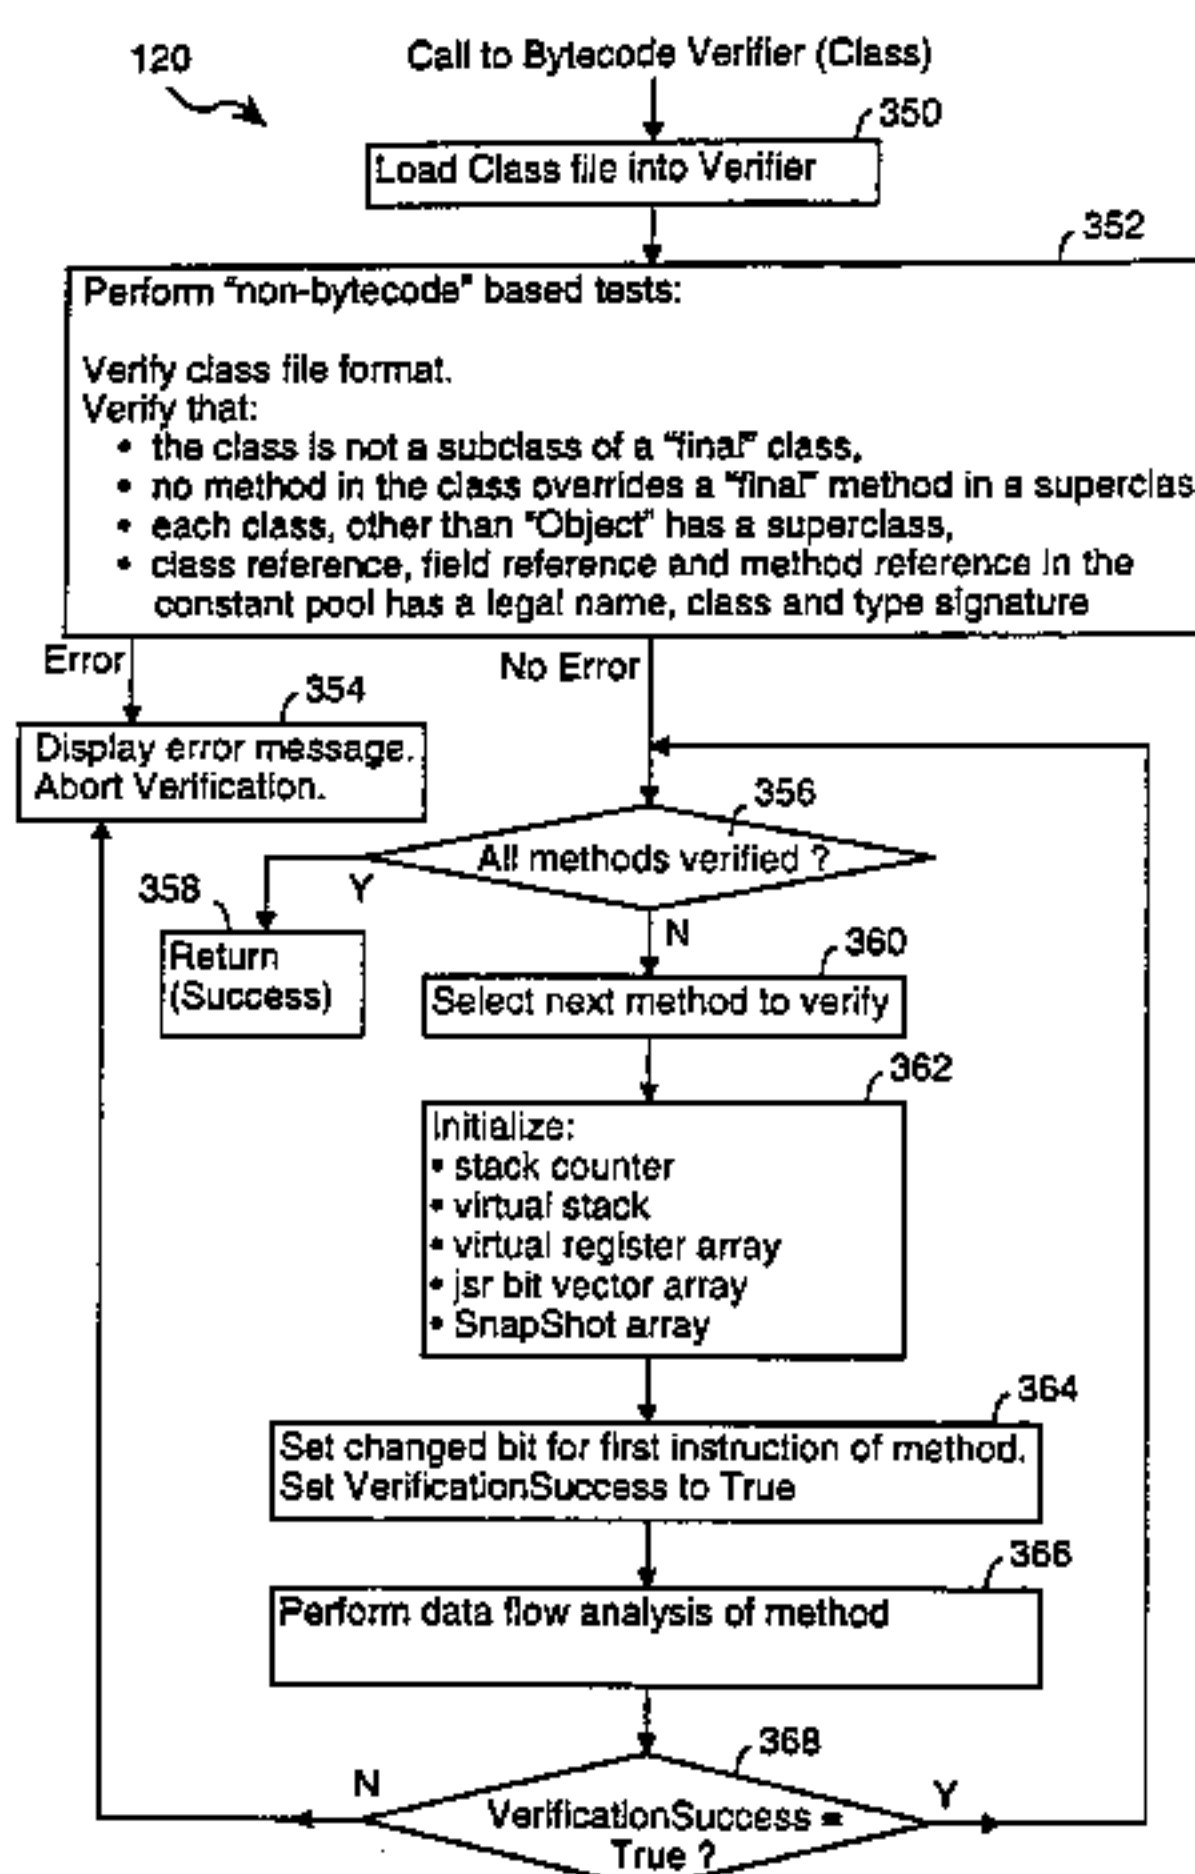 120
Call to Bytecode Verifier (Class)
350
Load Class file into Verifier
352
Perform "non-bytecode" based tests:
Verify class file format.
Verify that:
• the class is not a subclass of a "final" class,
• no method in the class overrides a "final" method in a superclas
• each class, other than "Object" has a superclass,
• class reference, field reference and method reference in the
constant pool has a legal name, class and type signature
Error
No Error
354
Display error message.
Abort Verification.
356
All methods verified ?
Y
358
Return
(Success)
N
360
Select next method to verify
362
Initialize:
• stack counter
• virtual stack
• virtual register array
• jsr bit vector array
• SnapShot array
364
Set changed bit for first instruction of method.
Set VerificationSuccess to True
366
Perform data flow analysis of method
368
N
VerificationSuccess =
True ?
Y